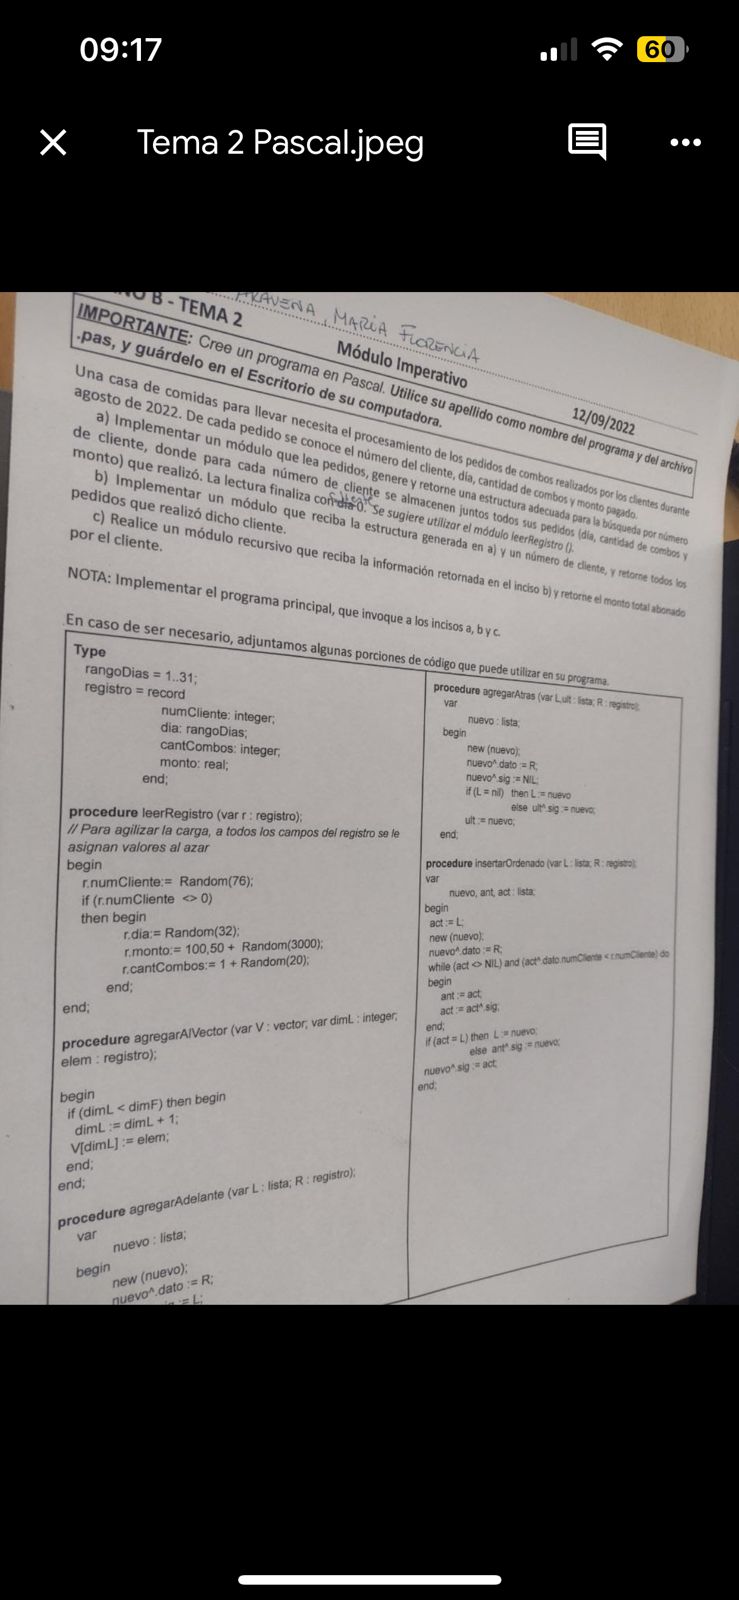 09:17
60
Tema 2 Pascal.jpeg
MARÍA FLORENCIA
B - TEMA 2
Módulo Imperativo
12/09/2022
IMPORTANTE: Cree un programa en Pascal. Utilice su apellido como nombre del programa y del archivo
.pas, y guárdelo en el Escritorio de su computadora.
Una casa de comidas para llevar necesita el procesamiento de los pedidos de combos realizados por los clientes durante
agosto de 2022. De cada pedido se conoce el número del cliente, día, cantidad de combos y monto pagado.
a) Implementar un módulo que lea pedidos, genere y retorne una estructura adecuada para la búsqueda por número
de cliente, donde para cada número de cliente se almacenen juntos todos sus pedidos (día, cantidad de combos y
monto) que realizó. La lectura finaliza con día 0. Se sugiere utilizar el módulo leerRegistro ().
cliente
b) Implementar un módulo que reciba la estructura generada en a) y un número de cliente, y retorne todos los
pedidos que realizó dicho cliente.
c) Realice un módulo recursivo que reciba la información retornada en el inciso b) y retorne el monto total abonado
por el cliente.
NOTA: Implementar el programa principal, que invoque a los incisos a, b y c.
En caso de ser necesario, adjuntamos algunas porciones de código que puede utilizar en su programa.
Type
rangoDias = 1..31;
registro = record
numCliente: integer;
dia: rangoDias;
cantCombos: integer;
monto: real;
end;
procedure leerRegistro (var r : registro);
// Para agilizar la carga, a todos los campos del registro se le
asignan valores al azar
begin
r.numCliente:= Random(76);
if (r.numCliente <> 0)
then begin
r.dia:= Random(32);
r.monto:= 100,50 + Random(3000);
r.cantCombos:= 1 + Random(20);
end;
end;
procedure agregarAlVector (var V : vector; var dimL : integer;
elem : registro);
begin
if (dimL < dimF) then begin
dimL := dimL + 1;
V[dimL] := elem;
end;
end;
procedure agregarAdelante (var L : lista; R : registro);
var
nuevo : lista;
begin
new (nuevo);
nuevo^.dato := R;
:= L;
procedure agregarAtras (var L,ult : lista; R : registro);
var
nuevo : lista;
begin
new (nuevo);
nuevo^.dato := R;
nuevo^.sig := NIL;
if (L = nil) then L := nuevo
else ult^.sig := nuevo;
ult := nuevo;
end;
procedure insertarOrdenado (var L : lista; R : registro);
var
nuevo, ant, act : lista;
begin
act := L;
new (nuevo);
nuevo^.dato := R;
while (act <> NIL) and (act^.dato.numCliente < r.numCliente) do
begin
ant := act;
act := act^.sig;
end;
if (act = L) then L := nuevo;
else ant^.sig := nuevo;
nuevo^.sig := act;
end;